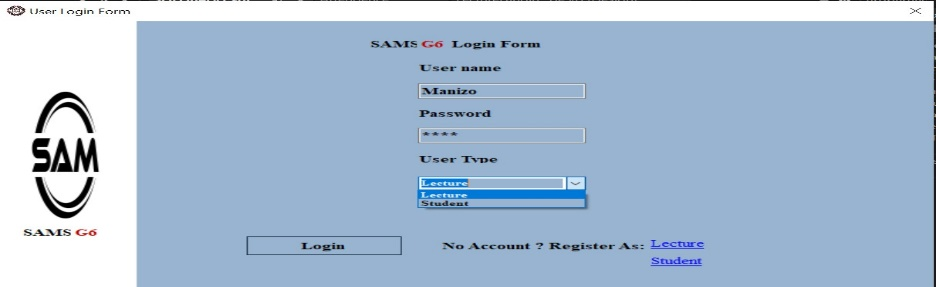 User Login Form
SAMS G6 Login Form
User name
Manizo
Password
****
User Type
Lecture
Lecture
Student
SAM
SAMS G6
Login
No Account ? Register As: Lecture
Student